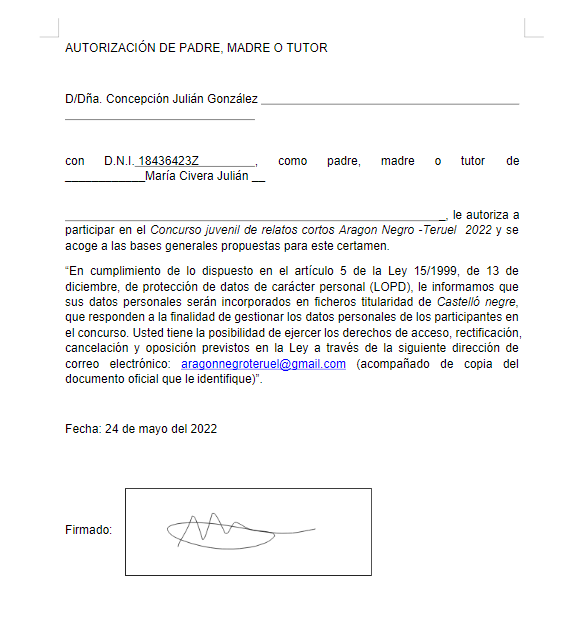 AUTORIZACIÓN DE PADRE, MADRE O TUTOR
D/Dña. Concepción Julián González ________________________________________
______________________________
con D.N.I. 18436423Z_________, como padre, madre o tutor de
____________María Civera Julián __
____________________________________________________________, le autoriza a
participar en el Concurso juvenil de relatos cortos Aragon Negro -Teruel 2022 y se
acoge a las bases generales propuestas para este certamen.
“En cumplimiento de lo dispuesto en el artículo 5 de la Ley 15/1999, de 13 de
diciembre, de protección de datos de carácter personal (LOPD), le informamos que
sus datos personales serán incorporados en ficheros titularidad de Castelló negre,
que responden a la finalidad de gestionar los datos personales de los participantes en
el concurso. Usted tiene la posibilidad de ejercer los derechos de acceso, rectificación,
cancelación y oposición previstos en la Ley a través de la siguiente dirección de
correo electrónico: aragonnegroteruel@gmail.com (acompañado de copia del
documento oficial que le identifique)”.
Fecha: 24 de mayo del 2022
Firmado: